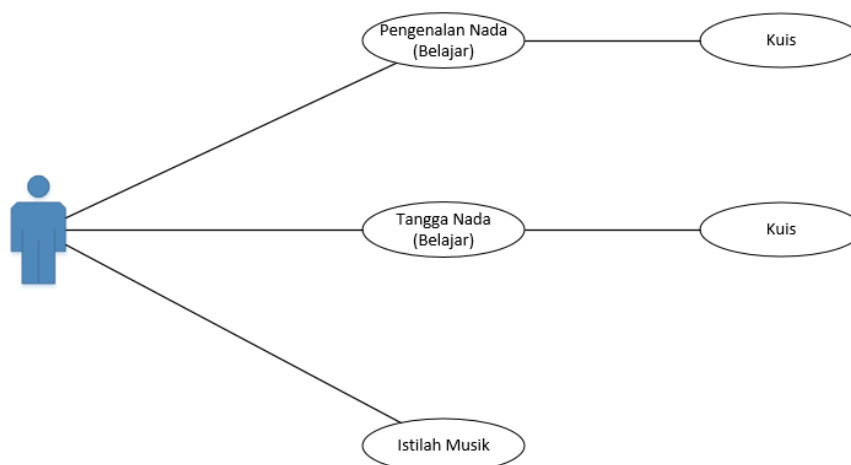 Pengenalan Nada
(Belajar)
Kuis
Tangga Nada
(Belajar)
Kuis
Istilah Musik